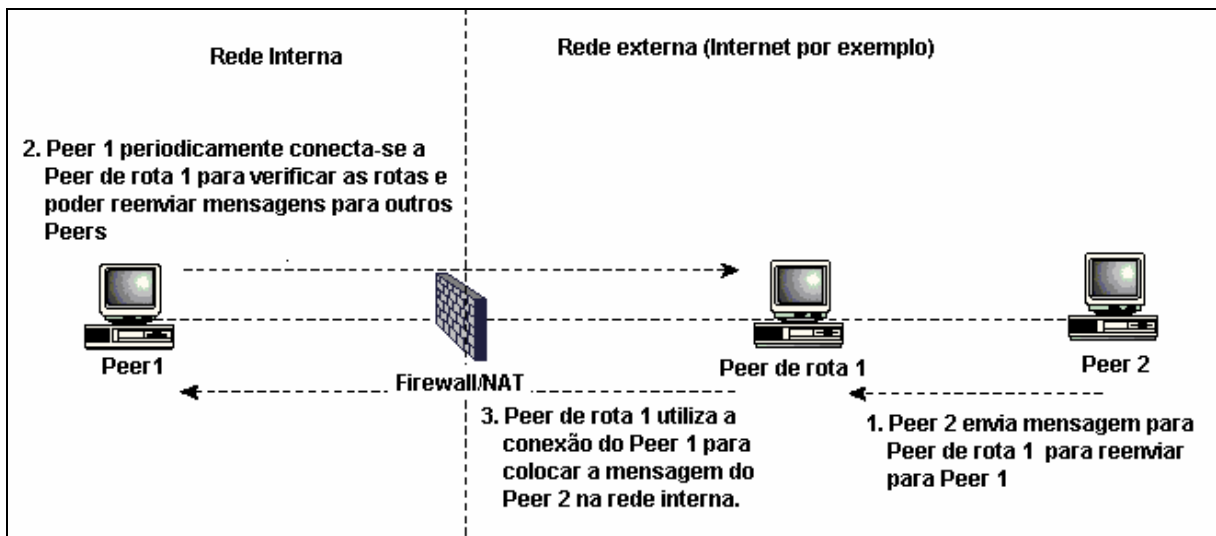 Rede Interna
Rede externa (Internet por exemplo)
2. Peer 1 periodicamente conecta-se a
Peer de rota 1 para verificar as rotas e
poder reenviar mensagens para outros
Peers
Peer1
Firewall/NAT
Peer de rota 1
Peer 2
3. Peer de rota 1 utiliza a
conexão do Peer 1 para
colocar a mensagem do
Peer 2 na rede interna.
1. Peer 2 envia mensagem para
Peer de rota 1 para reenviar
para Peer 1